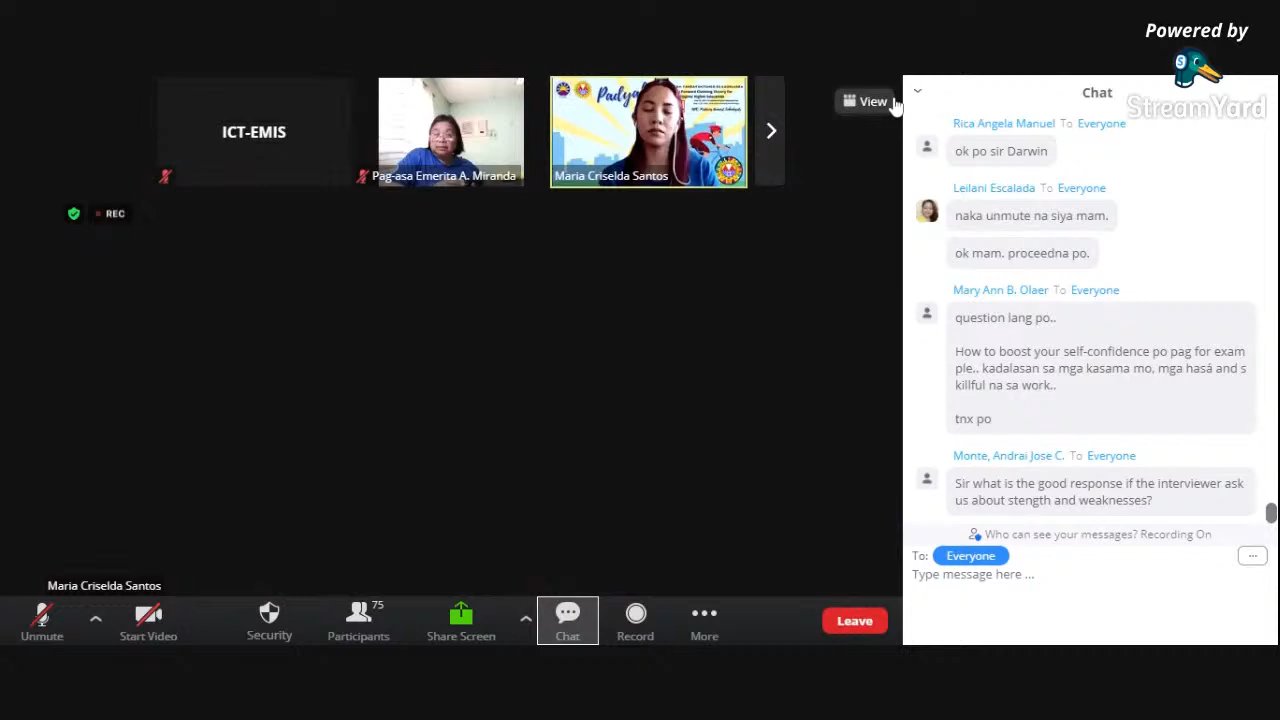 Powered by
StreamYard
ICT-EMIS
Pag-asa Emerita A. Miranda
Padya
Maria Criselda Santos
View
REC
Chat
Rica Angela Manuel To Everyone
ok po sir Darwin
Leilani Escalada To Everyone
naka unmute na siya mam.
ok mam. proceedna po.
Mary Ann B. Olaer To Everyone
question lang po..
How to boost your self-confidence po pag for exam
ple.. kadalasan sa mga kasama mo, mga hasá and s
killful na sa work..
tnx po
Monte, Andrai Jose C. To Everyone
Sir what is the good response if the interviewer ask
us about stength and weaknesses?
Who can see your messages? Recording On
To: Everyone
Type message here ...
Maria Criselda Santos
Unmute
Start Video
Security
Participants
75
Share Screen
Chat
Record
More
Leave